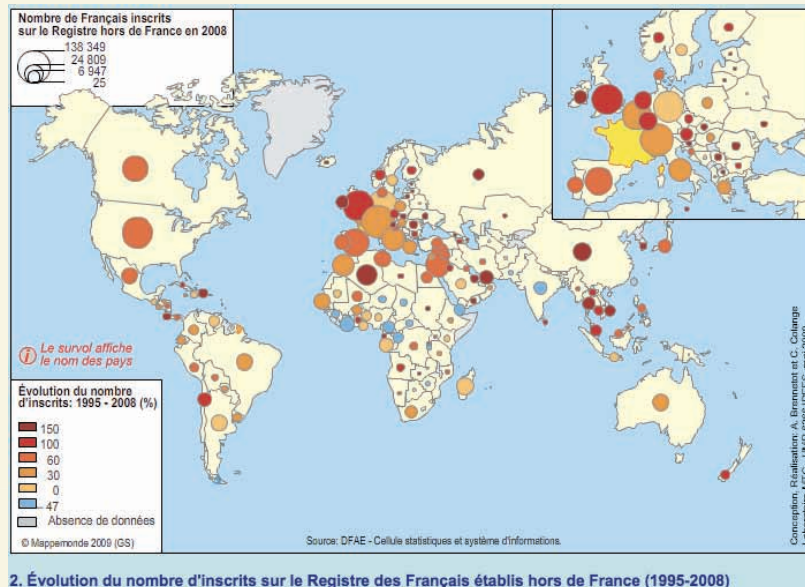 Nombre de Français inscrits
sur le Registre hors de France en 2008
138 349
24 809
6 947
25
Le survol affiche
le nom des pays
Évolution du nombre
d'inscrits: 1995 - 2008 (%)
150
100
60
30
0
- 47
Absence de données
© Mappemonde 2009 (GS)
Source: DFAE - Cellule statistiques et système d'informations.
Conception, Réalisation: A. Bronnetot et C. Colange
2. Évolution du nombre d'inscrits sur le Registre des Français établis hors de France (1995-2008)